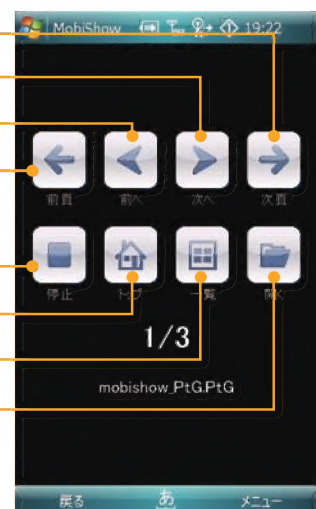 MobiShow 19:22
前頁 前へ 次へ 次頁
停止 トップ 一覧 開く
1/3
mobishow_PtG.PtG
戻る あ メニュー